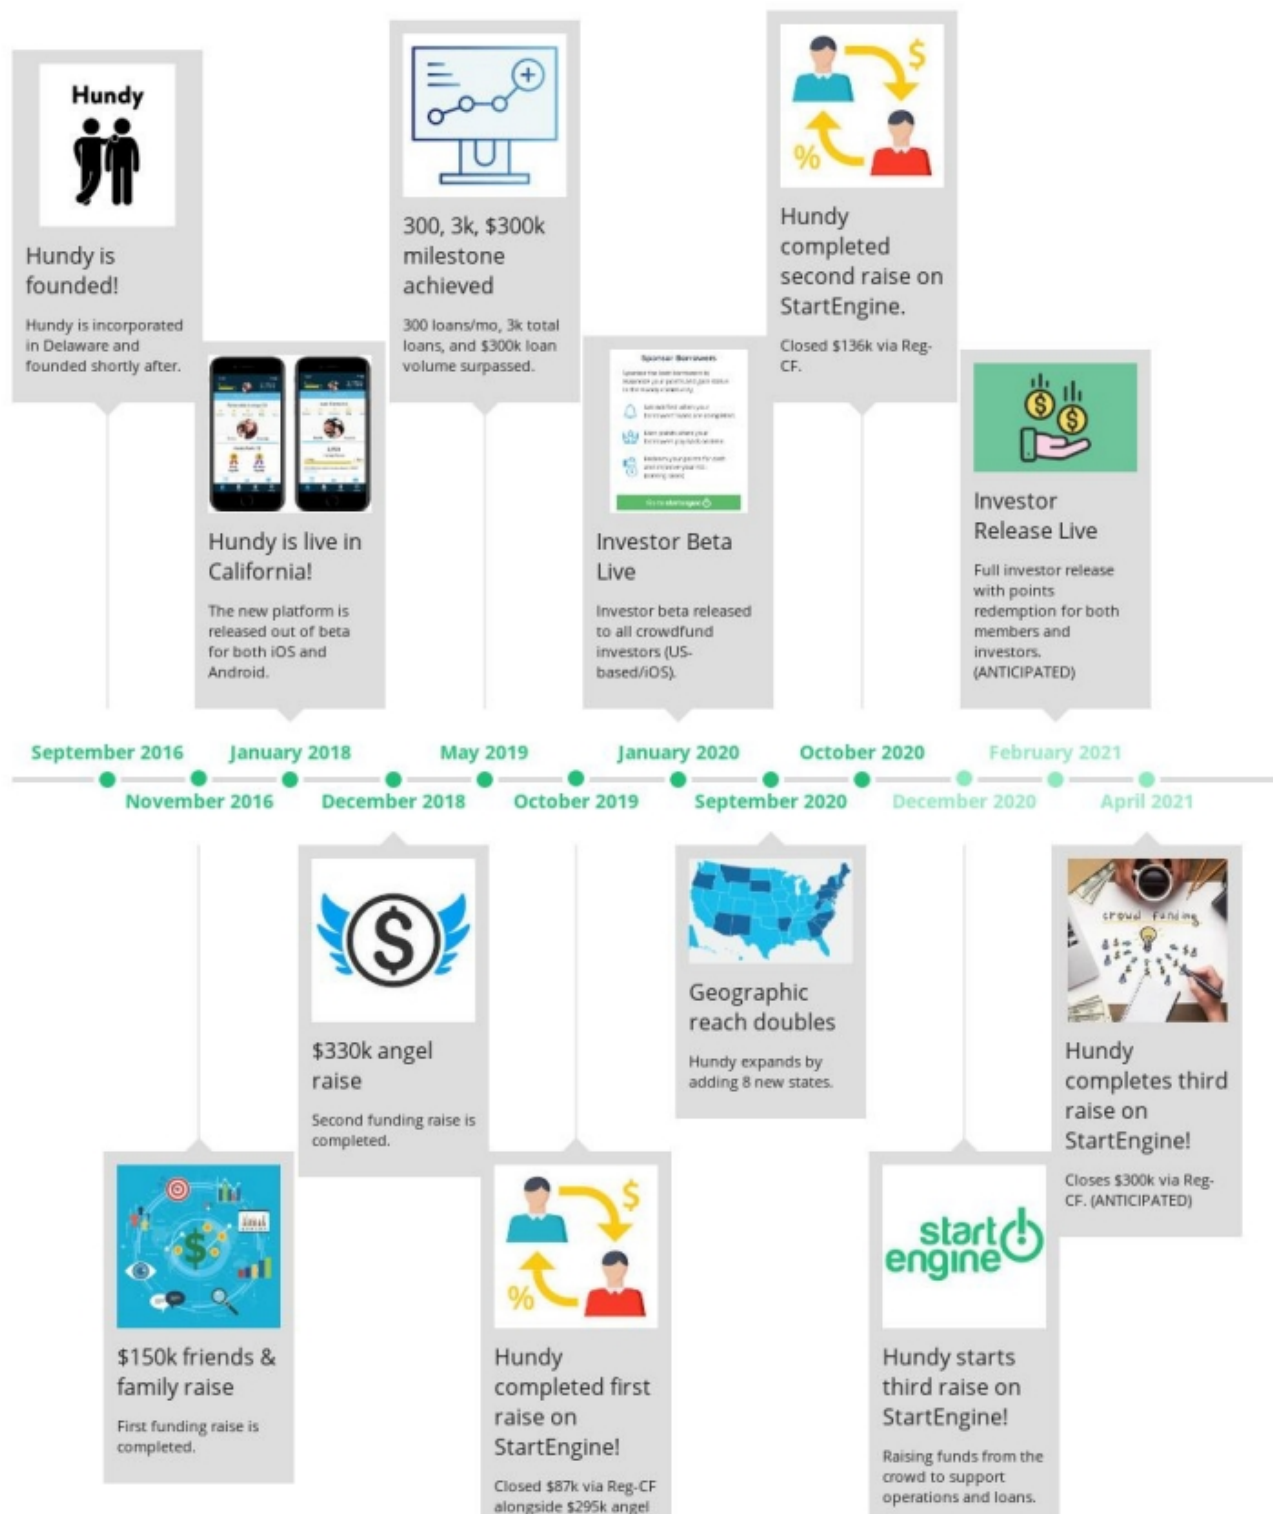 Hundy
Hundy is
founded!
Hundy is incorporated
in Delaware and
founded shortly after.
Hundy is live in
California!
The new platform is
released out of beta
for both iOS and
Android.
300, 3k, $300k
milestone
achieved
300 loans/mo, 3k total
loans, and $300k loan
volume surpassed.
Sponsor Borrowers
Investor Beta
Live
Investor beta released
to all crowdfund
investors (US-
based/iOS).
$
%
Hundy
completed
second raise on
StartEngine.
Closed $136k via Reg-
CF.
Investor
Release Live
Full investor release
with points
redemption for both
members and
investors.
(ANTICIPATED)
September 2016
January 2018
May 2019
January 2020
October 2020
February 2021
November 2016
December 2018
October 2019
September 2020
December 2020
April 2021
$
$150k friends &
family raise
First funding raise is
completed.
$
$330k angel
raise
Second funding raise is
completed.
$
%
Hundy
completed first
raise on
StartEngine!
Closed $87k via Reg-CF
alongside $295k angel
Geographic
reach doubles
Hundy expands by
adding 8 new states.
start
engine
Hundy starts
third raise on
StartEngine!
Raising funds from the
crowd to support
operations and loans.
crowd funding
Hundy
completes third
raise on
StartEngine!
Closes $300k via Reg-
CF. (ANTICIPATED)